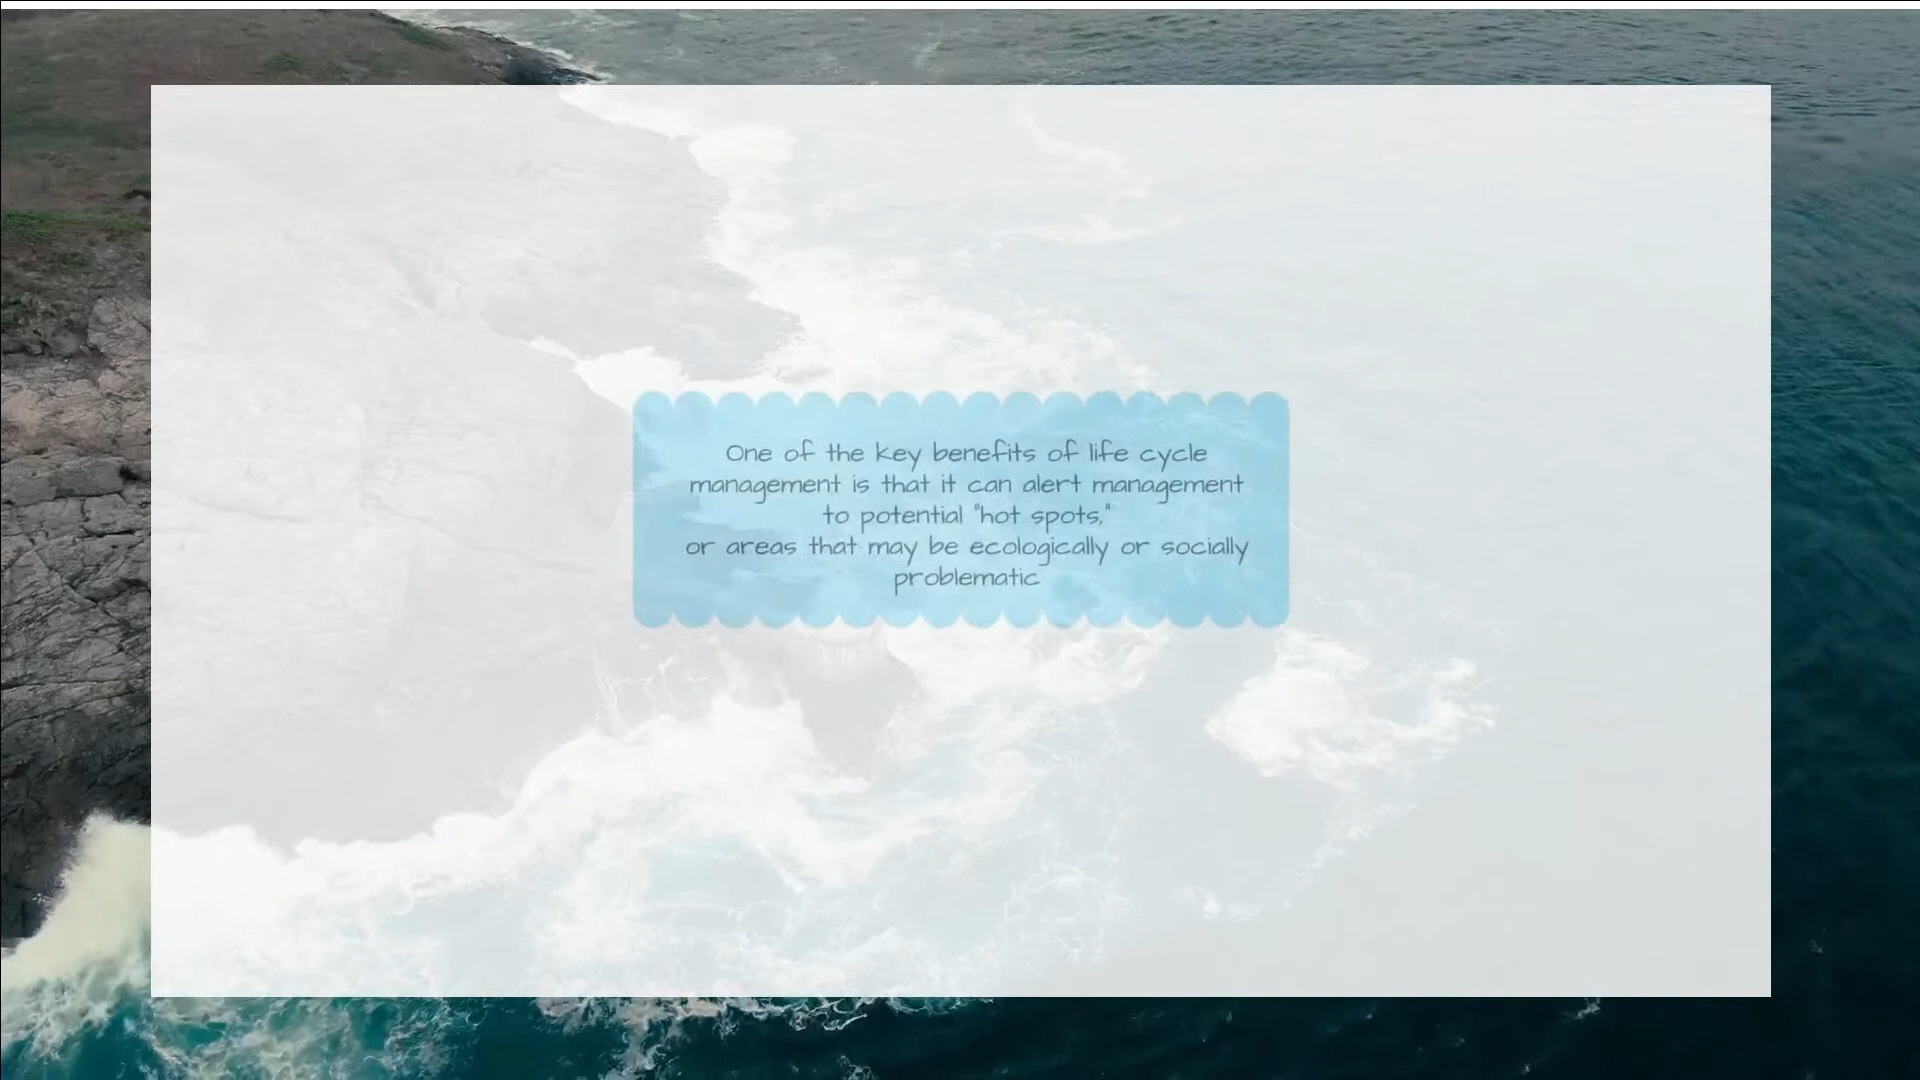 One of the key benefits of life cycle
management is that it can alert management
to potential "hot spots,"
or areas that may be ecologically or socially
problematic